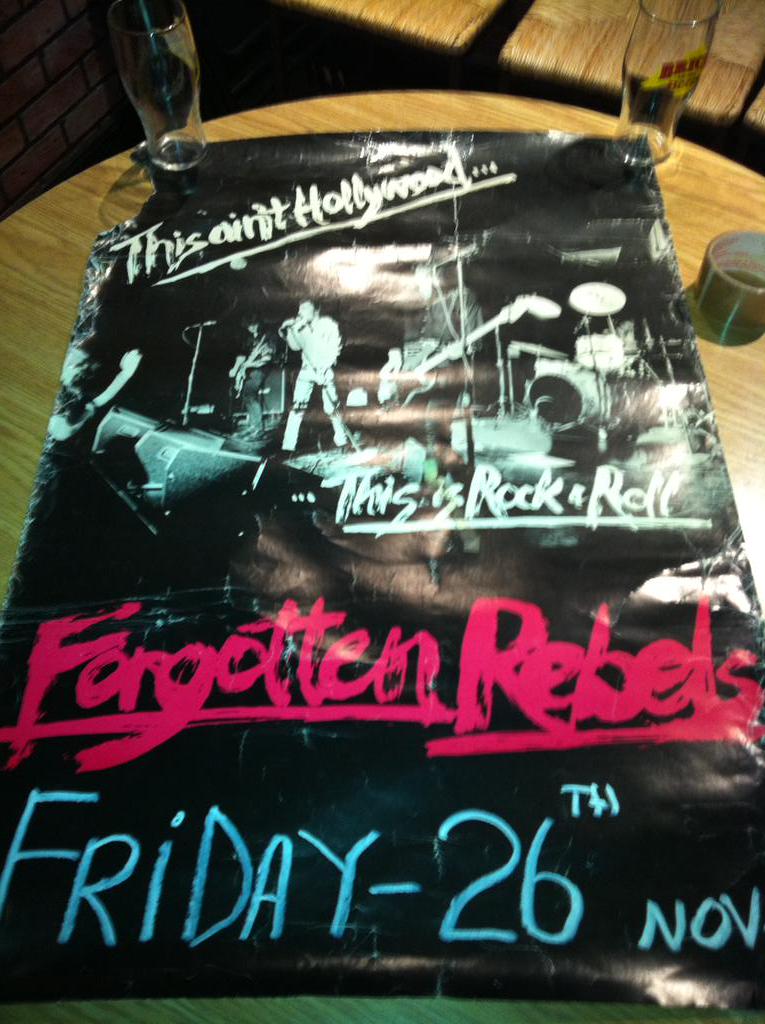 This ain't Hollywood...
...This is Rock & Roll
Forgotten Rebels
FRiDAY - 26TH NOV